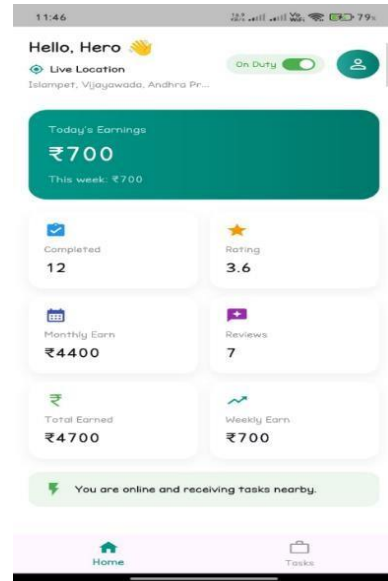 11:46
79%
Hello, Hero 👋
Live Location
On Duty
Islampet, Vijayawada, Andhra Pr...
Today's Earnings
₹700
This week: ₹700
Completed
12
Rating
3.6
Monthly Earn
₹4400
Reviews
7
Total Earned
₹4700
Weekly Earn
₹700
You are online and receiving tasks nearby.
Home
Tasks